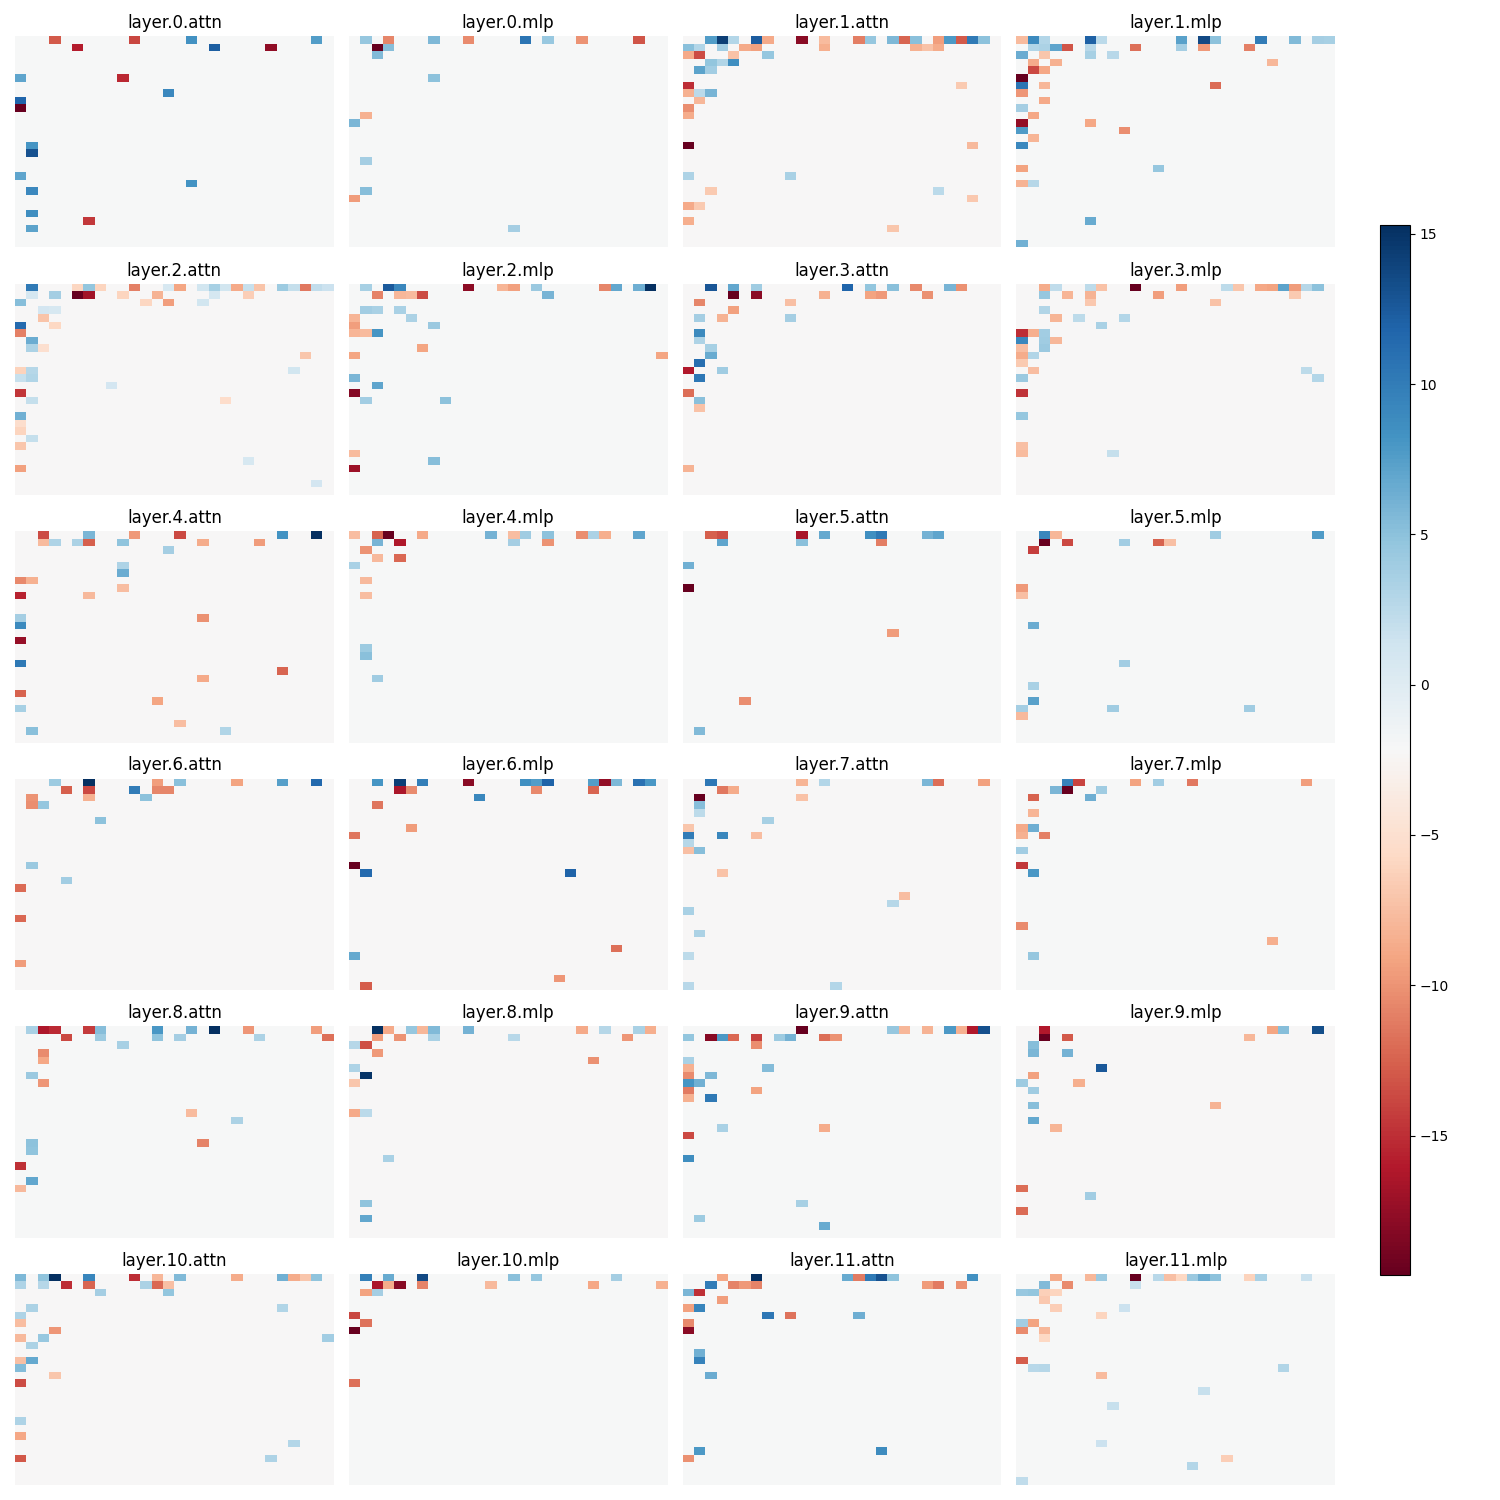 layer.0.attn layer.0.mlp layer.1.attn layer.1.mlp
layer.2.attn layer.2.mlp layer.3.attn layer.3.mlp
layer.4.attn layer.4.mlp layer.5.attn layer.5.mlp
layer.6.attn layer.6.mlp layer.7.attn layer.7.mlp
layer.8.attn layer.8.mlp layer.9.attn layer.9.mlp
layer.10.attn layer.10.mlp layer.11.attn layer.11.mlp
15
10
5
0
−5
−10
−15